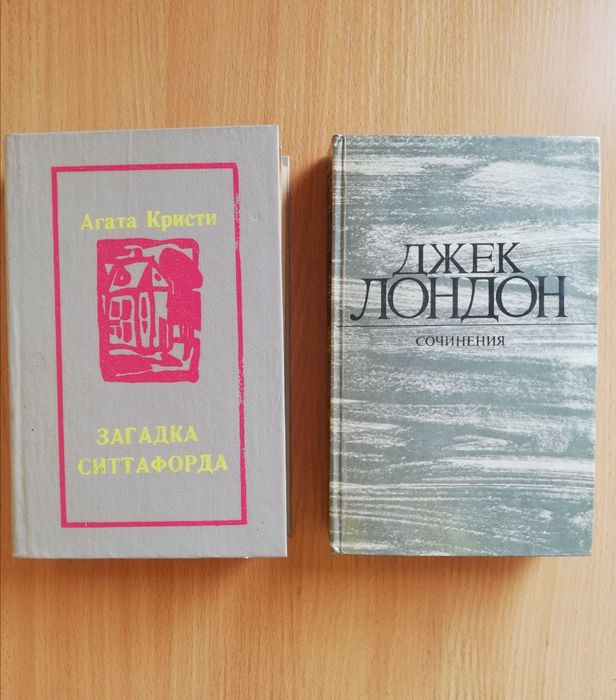 Агата Кристи
ЗАГАДКА
СИТТАФОРДА
ДЖЕК
ЛОНДОН
СОЧИНЕНИЯ